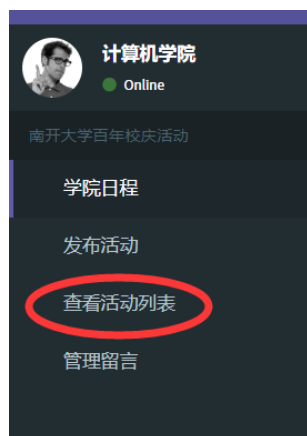 计算机学院
Online
南开大学百年校庆活动
学院日程
发布活动
查看活动列表
管理留言